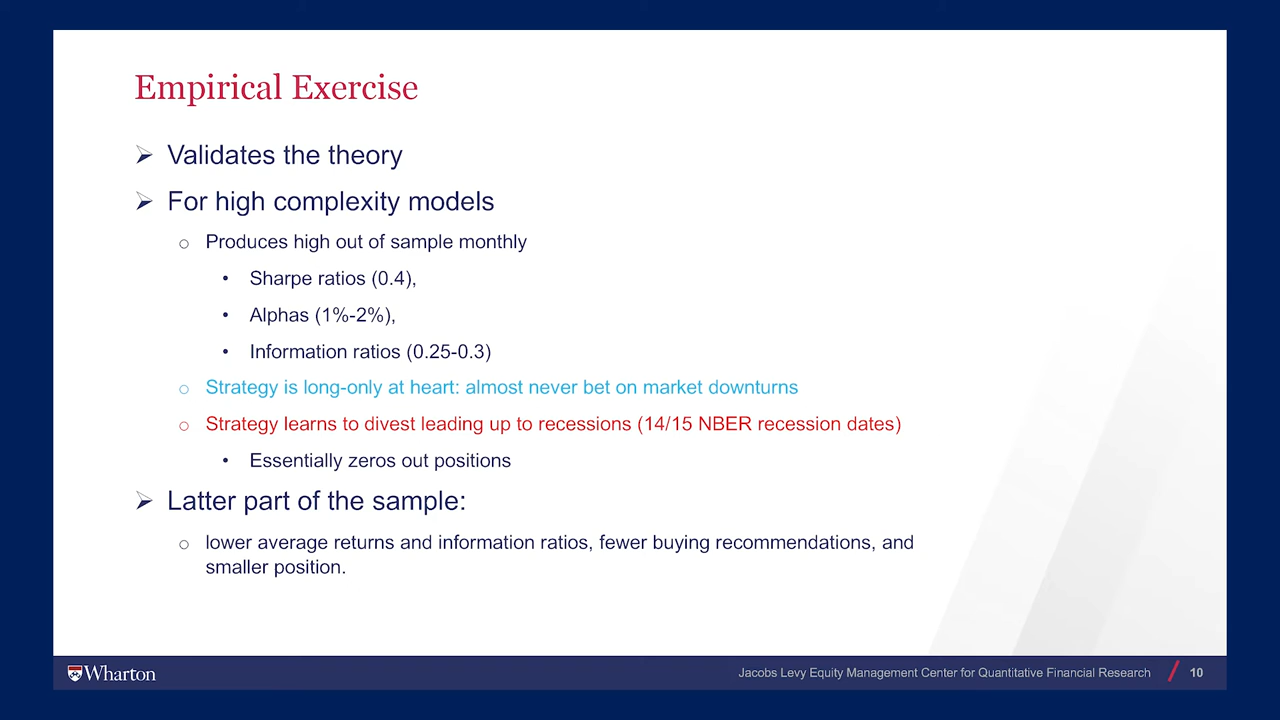 Empirical Exercise
➢ Validates the theory
➢ For high complexity models
o Produces high out of sample monthly
• Sharpe ratios (0.4),
• Alphas (1%-2%),
• Information ratios (0.25-0.3)
o Strategy is long-only at heart: almost never bet on market downturns
o Strategy learns to divest leading up to recessions (14/15 NBER recession dates)
• Essentially zeros out positions
➢ Latter part of the sample:
o lower average returns and information ratios, fewer buying recommendations, and
smaller position.
Wharton
Jacobs Levy Equity Management Center for Quantitative Financial Research / 10